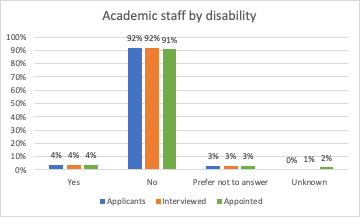 Academic staff by disability
100%
90%
80%
70%
60%
50%
40%
30%
20%
10%
0%
92% 92% 91%
4% 4% 4%
3% 3% 3%
0% 1% 2%
Yes No Prefer not to answer Unknown
Applicants Interviewed Appointed